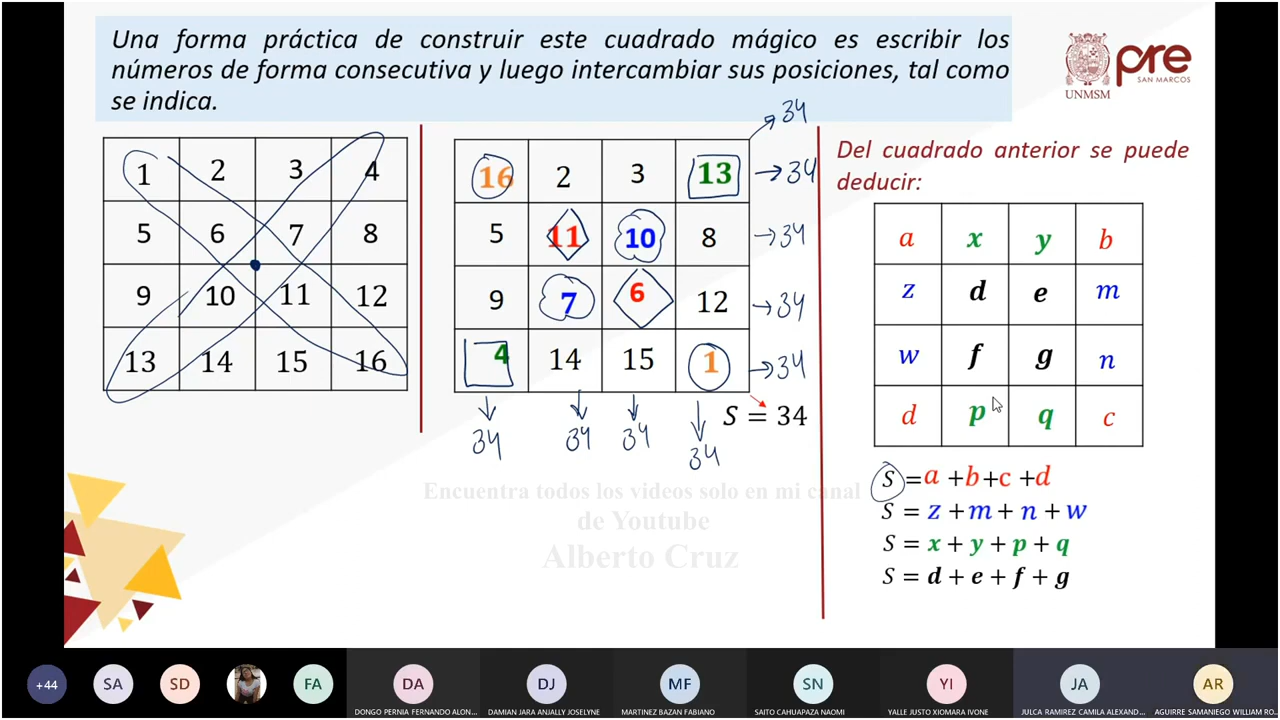 Una forma práctica de construir este cuadrado mágico es escribir los
números de forma consecutiva y luego intercambiar sus posiciones, tal como
se indica.
UNMSM
pre
SAN MARCOS
1 2 3 4
5 6 7 8
9 10 11 12
13 14 15 16
34
16 2 3 13 → 34
5 11 10 8 → 34
9 7 6 12 → 34
4 14 15 1 → 34
34 34 34 34
S = 34
Del cuadrado anterior se puede
deducir:
a x y b
z d e m
w f g n
d p q c
S = a + b + c + d
S = z + m + n + w
S = x + y + p + q
S = d + e + f + g
Encuentra todos los videos solo en mi canal
de Youtube
Alberto Cruz
+44 SA SD FA DA DJ MF SN YI JA AR
DONGO PERNIA FERNANDO ALON... DAMIAN JARA ANJALLY JOSELYNE MARTINEZ BAZAN FABIANO SAITO CAHUAPAZA NAOMI YALLE JUSTO XIOMARA IVONE JULCA RAMIREZ CAMILA ALEXAND... AGUIRRE SAMANIEGO WILLIAM RO...